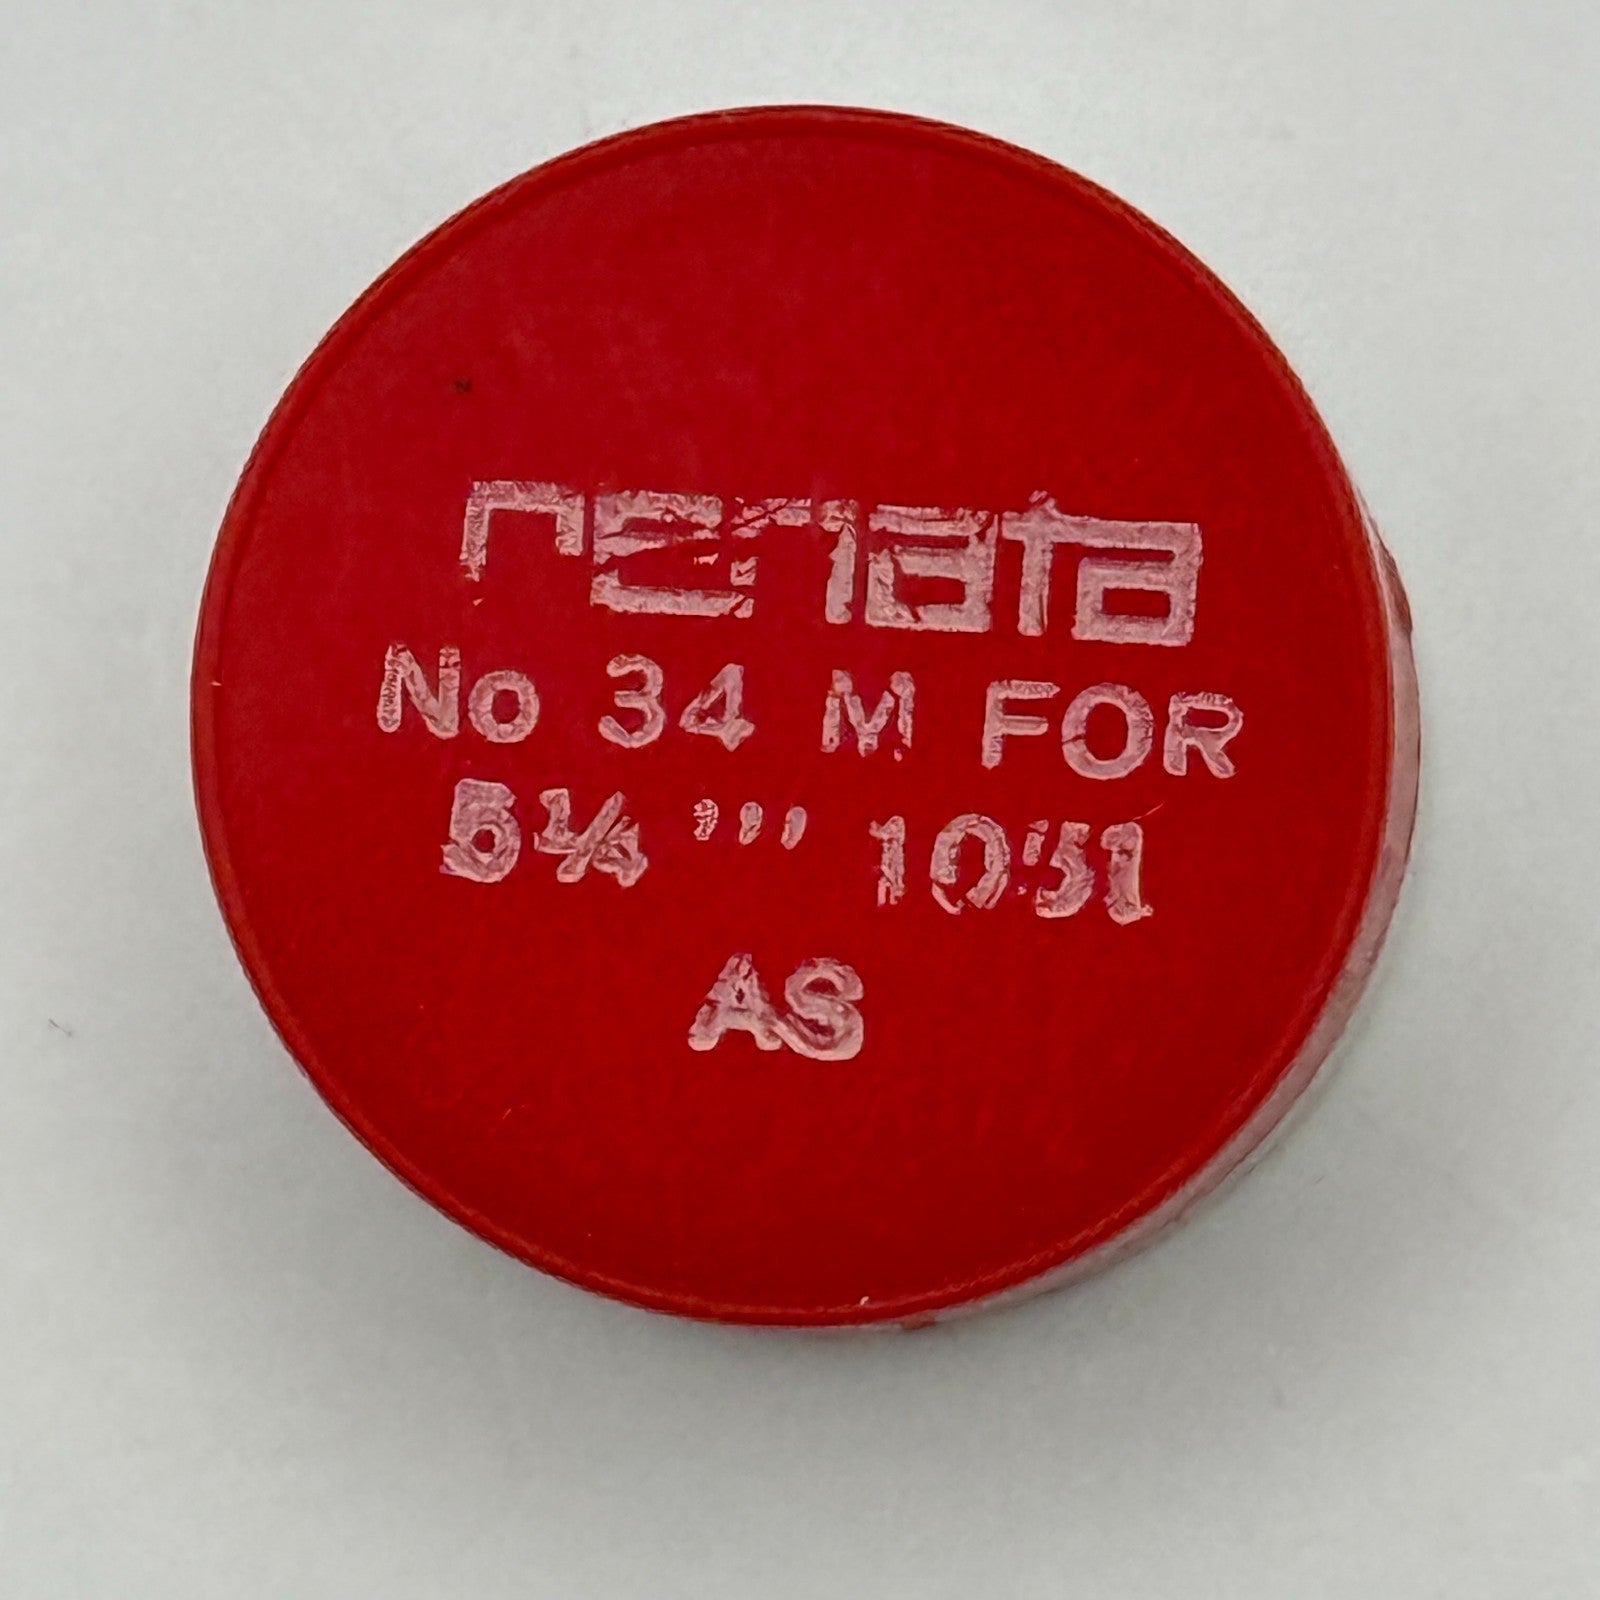 renata
No 34 M FOR
5¼ ''' 1051
AS